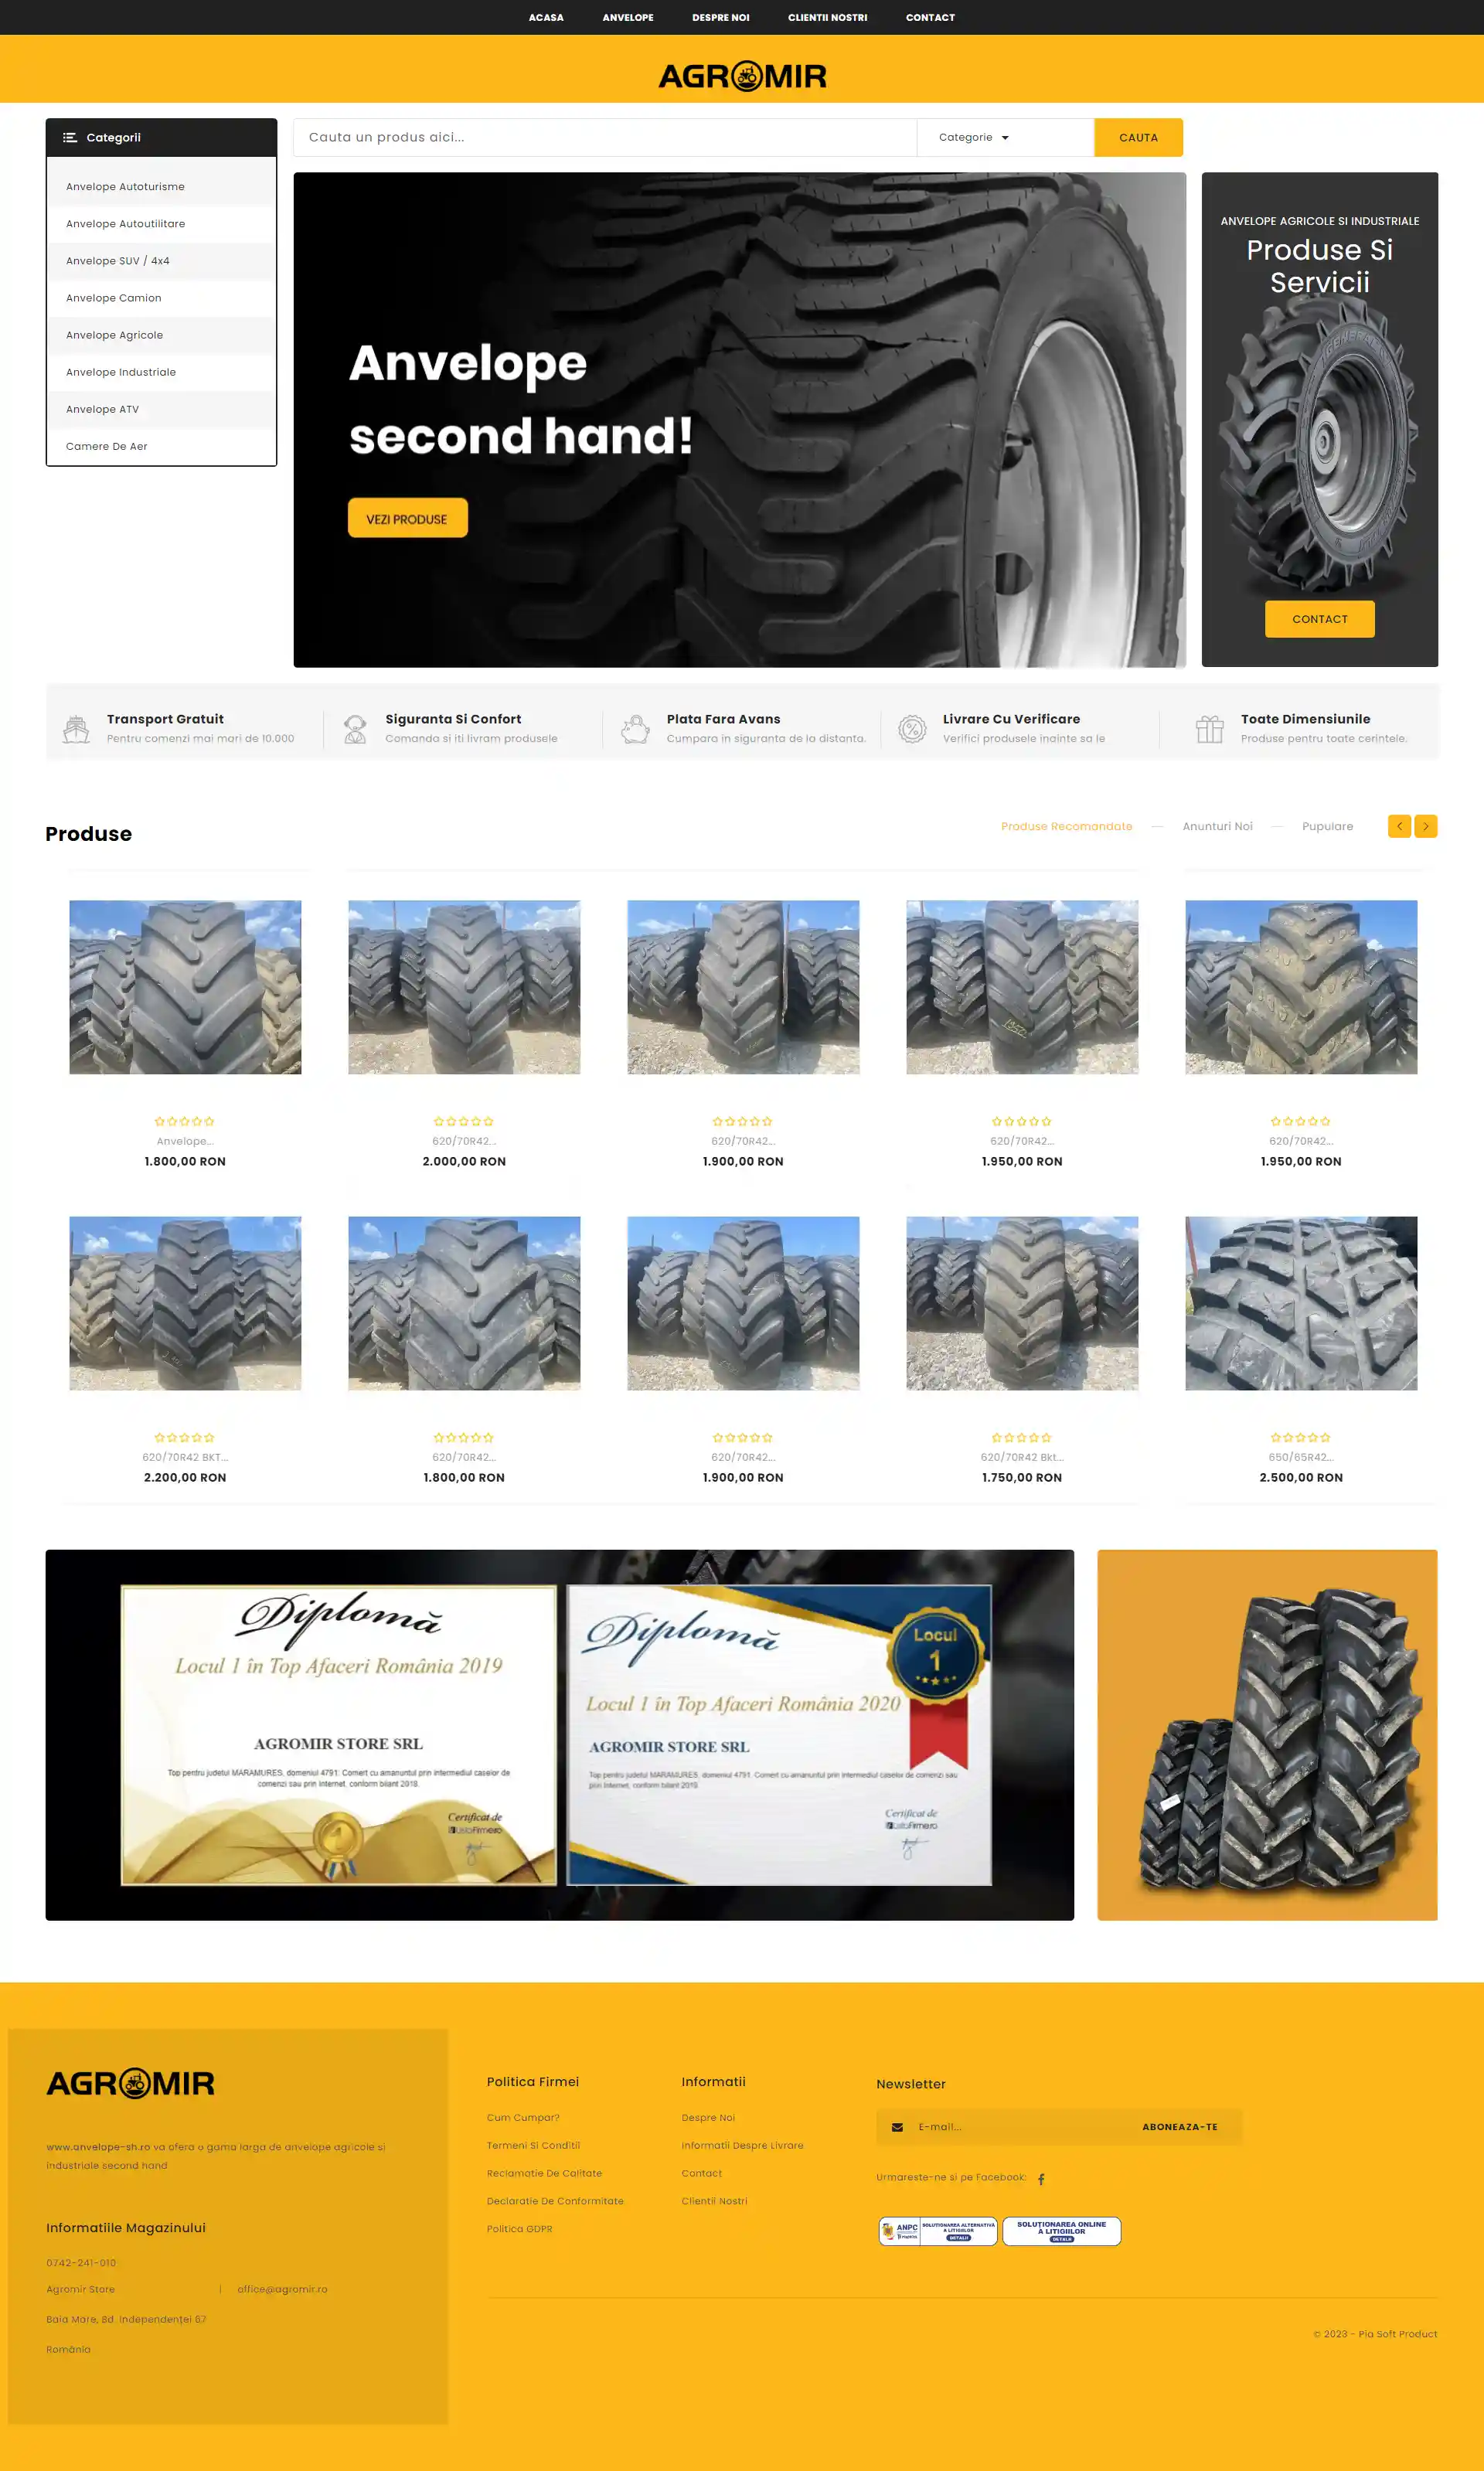 ACASA ANVELOPE DESPRE NOI CLIENTII NOSTRI CONTACT
AGROMIR
Categorii
Cauta un produs aici...
Categorie
CAUTA
Anvelope Autoturisme
Anvelope Autoutilitare
Anvelope SUV / 4x4
Anvelope Camion
Anvelope Agricole
Anvelope Industriale
Anvelope ATV
Camere De Aer
Anvelope
second hand!
VEZI PRODUSE
ANVELOPE AGRICOLE SI INDUSTRIALE
Produse Si
Servicii
CONTACT
Transport Gratuit
Pentru comenzi mai mari de 10.000
Siguranta Si Confort
Comanda si iti livram produsele
Plata Fara Avans
Cumpara in siguranta de la distanta.
Livrare Cu Verificare
Verifici produsele inainte sa le
Toate Dimensiunile
Produse pentru toate cerintele.
Produse
Produse Recomandate
Anunturi Noi
Pupulare
Anvelope...
1.800,00 RON
620/70R42...
2.000,00 RON
620/70R42...
1.900,00 RON
620/70R42...
1.950,00 RON
620/70R42...
1.950,00 RON
620/70R42 BKT...
2.200,00 RON
620/70R42...
1.800,00 RON
620/70R42...
1.900,00 RON
620/70R42 Bkt...
1.750,00 RON
650/65R42...
2.500,00 RON
Diplomă
Locul 1 în Top Afaceri România 2019
AGROMIR STORE SRL
Top pentru judetul MARAMURES, domeniul 4791: Comert cu amanuntul prin intermediul caselor de
comenzi sau prin Internet, conform bilant 2018.
Certificat de
ListaFirme.ro
Diplomă
Locul
1
Locul 1 în Top Afaceri România 2020
AGROMIR STORE SRL
Top pentru judetul MARAMURES, domeniul 4791: Comert cu amanuntul prin intermediul caselor de comenzi sau
prin Internet, conform bilant 2019.
Certificat de
ListaFirme.ro
AGROMIR
www.anvelope-sh.ro va ofera o gama larga de anvelope agricole si
industriale second hand
Informatiile Magazinului
0742-241-910
Agromir Store | office@agromir.ro
Baia Mare, Bd. Independenței 67
România
Politica Firmei
Cum Cumpar?
Termeni Si Conditii
Reclamatie De Calitate
Declaratie De Conformitate
Politica GDPR
Informatii
Despre Noi
Informatii Despre Livrare
Contact
Clientii Nostri
Newsletter
E-mail...
ABONEAZA-TE
Urmareste-ne si pe Facebook:
ANPC
SOLUȚIONAREA ALTERNATIVĂ
A LITIGIILOR
DETALII
SOLUȚIONAREA ONLINE
A LITIGIILOR
DETALII
© 2023 - Pia Soft Product